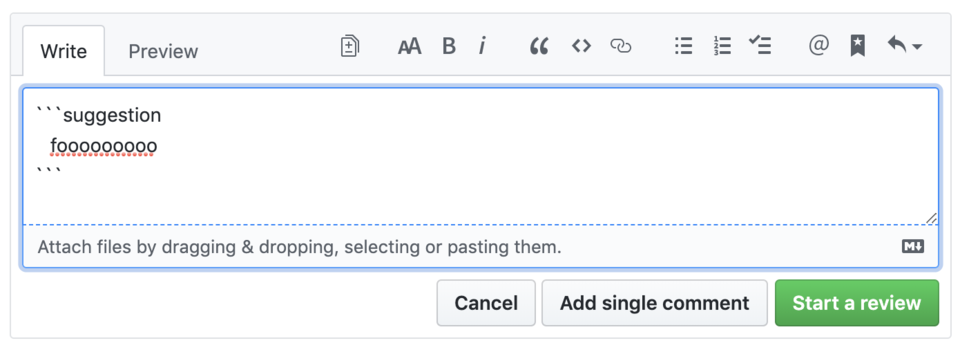 Write Preview AA B i
```suggestion
   fooooooooo
```
Attach files by dragging & dropping, selecting or pasting them. M↓
Cancel Add single comment Start a review